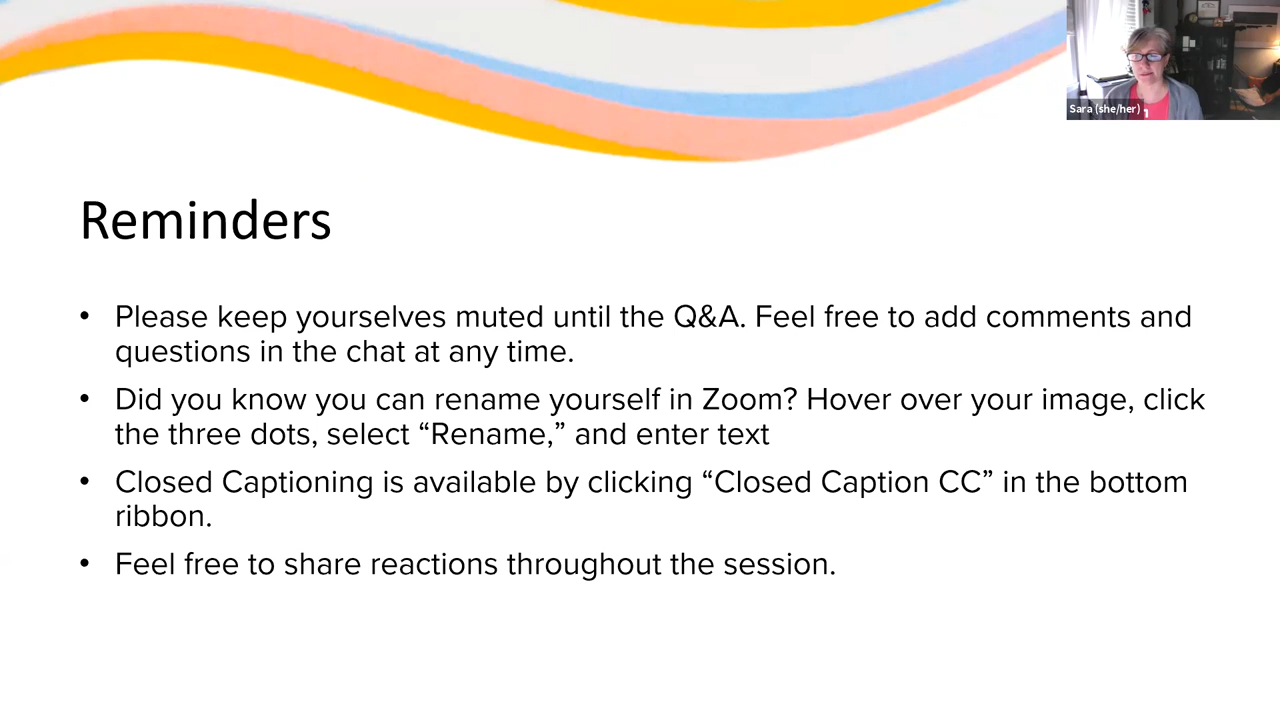 Sara (she/her)
Reminders
• Please keep yourselves muted until the Q&A. Feel free to add comments and
questions in the chat at any time.
• Did you know you can rename yourself in Zoom? Hover over your image, click
the three dots, select “Rename,” and enter text
• Closed Captioning is available by clicking “Closed Caption CC” in the bottom
ribbon.
• Feel free to share reactions throughout the session.